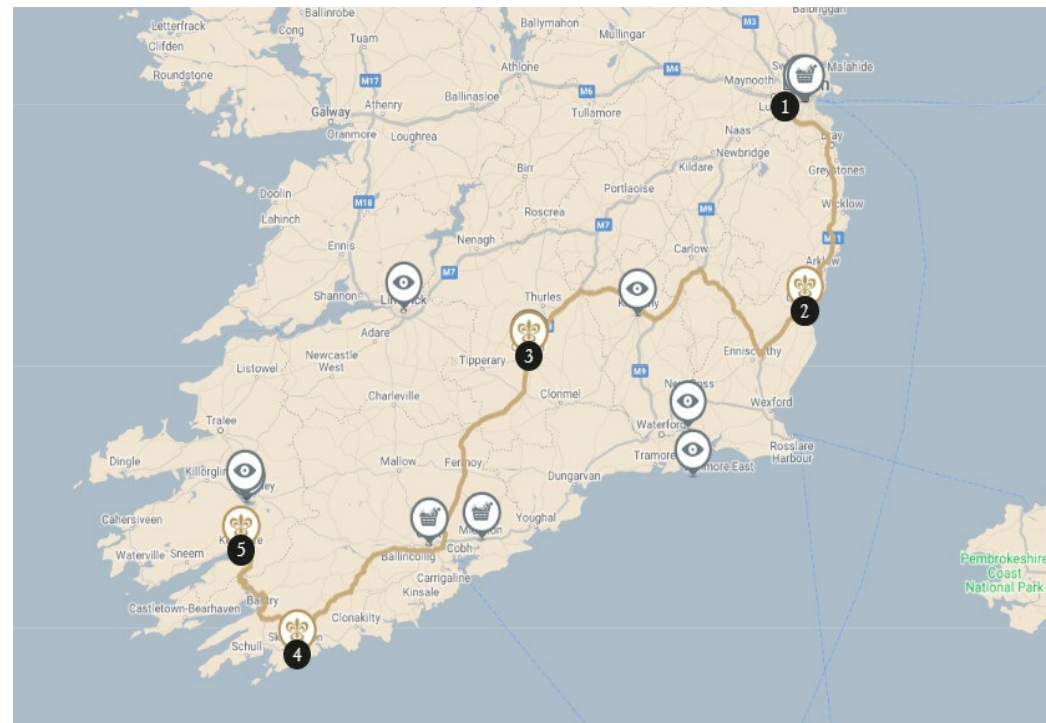 Ballinrobe
Balbriggan
Letterfrack
Cong
Ballymahon
M3
Clifden
Tuam
Mullingar
Roundstone
Athlone
M4
Maynooth
Malahide
M17
M6
Ballinasloe
Athenry
Tullamore
Galway
1
Oranmore
Loughrea
Naas
Bray
Newbridge
Kildare
Birr
Greystones
Doolin
Portlaoise
M18
Roscrea
M9
Wicklow
Lahinch
M7
Ennis
Nenagh
Carlow
M11
M7
Arklow
Shannon
Thurles
2
Adare
3
Enniscorthy
Newcastle
West
Tipperary
M9
Listowel
Charleville
Clonmel
New Ross
Wexford
Tralee
Waterford
Rosslare
Harbour
Dingle
Mallow
Fermoy
Tramore
Dungarvan
Killorglin
Youghal
Cahersiveen
5
Ballincollig
Cobh
Waterville
Sneem
Carrigaline
Pembrokeshire
Coast
National Park
Kinsale
Bantry
Castletown-Bearhaven
Clonakilty
Schull
4